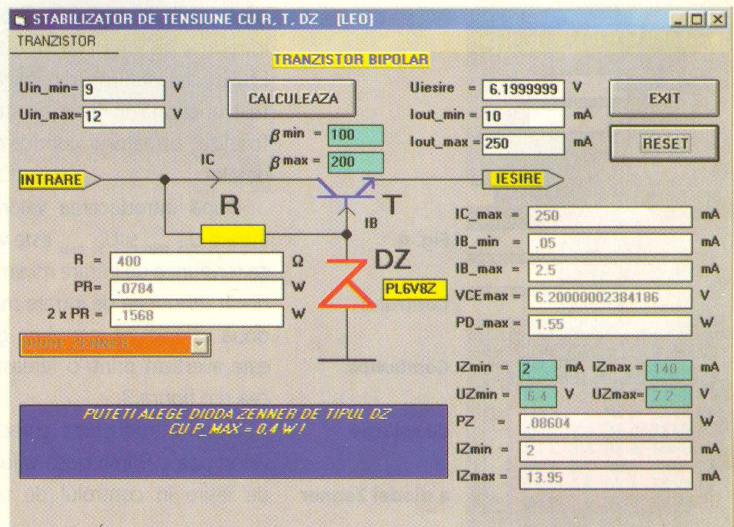 STABILIZATOR DE TENSIUNE CU R, T, DZ [LEO]
TRANZISTOR
TRANZISTOR BIPOLAR
Uin_min= 9 V
Uin_max= 12 V
CALCULEAZA
βmin = 100
βmax = 200
Uiesire = 6.1999999 V
Iout_min = 10 mA
Iout_max = 250 mA
EXIT
RESET
INTRARE
IC
T
IESIRE
R
IB
DZ
PL6V8Z
R = 400 Ω
PR= .0784 W
2 x PR = .1568 W
DIODE ZENNER
IC_max = 250 mA
IB_min = .05 mA
IB_max = 2.5 mA
VCEmax = 6.20000002384186 V
PD_max = 1.55 W
IZmin = 2 mA IZmax = 140 mA
UZmin = 6.4 V UZmax= 7.2 V
PZ = .08604 W
IZmin = 2 mA
IZmax = 13.95 mA
PUTETI ALEGE DIODA ZENNER DE TIPUL DZ
CU P_MAX = 0,4 W !